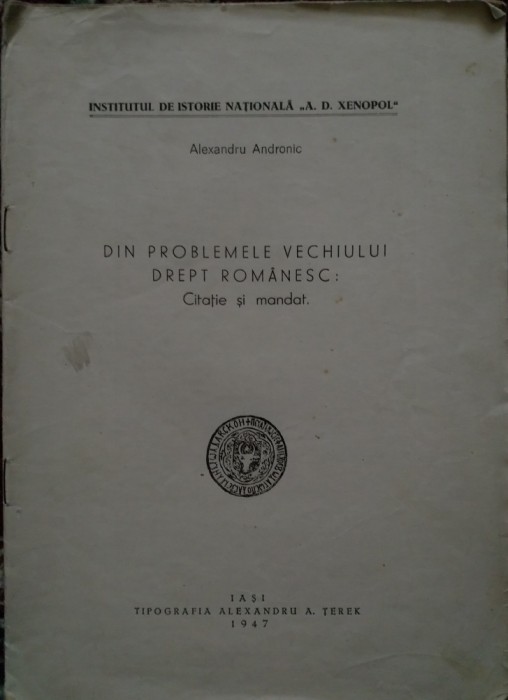 INSTITUTUL DE ISTORIE NAȚIONALĂ „A. D. XENOPOL“
Alexandru Andronic
DIN PROBLEMELE VECHIULUI
DREPT ROMÂNESC:
Citație și mandat.
IAȘI
TIPOGRAFIA ALEXANDRU A. ȚEREK
1947